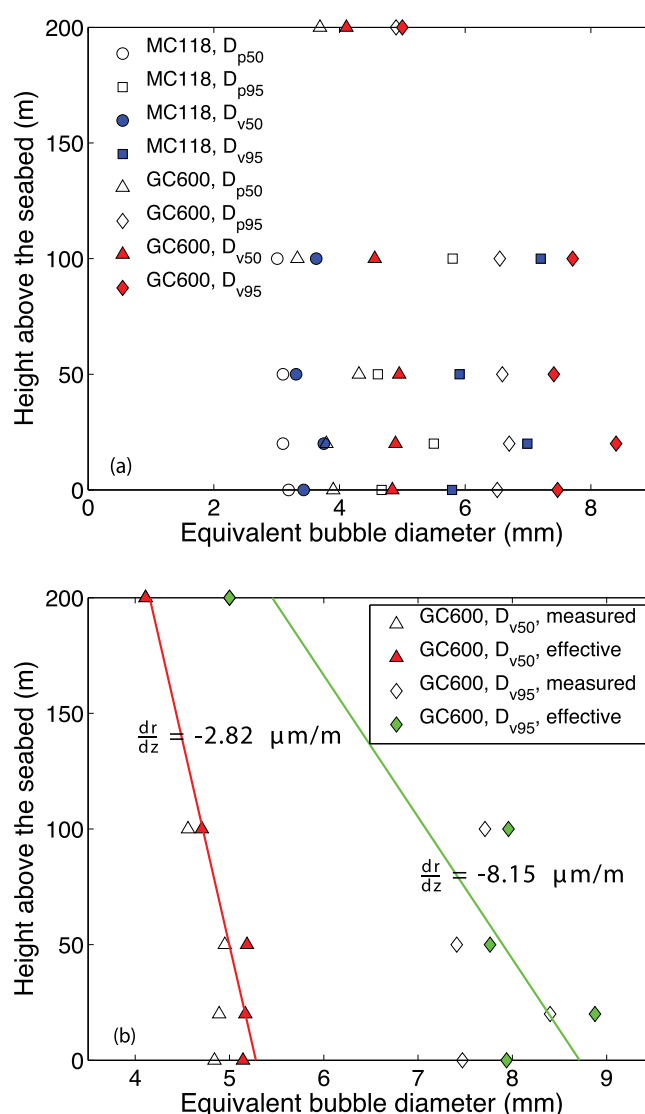 200
MC118, Dp50
MC118, Dp95
MC118, Dv50
MC118, Dv95
GC600, Dp50
GC600, Dp95
GC600, Dv50
GC600, Dv95
150
100
50
0
Height above the seabed (m)
(a)
0 2 4 6 8
Equivalent bubble diameter (mm)
200
GC600, Dv50, measured
GC600, Dv50, effective
GC600, Dv95, measured
GC600, Dv95, effective
150
dr/dz = -2.82 μm/m
100
dr/dz = -8.15 μm/m
50
0
Height above the seabed (m)
(b)
4 5 6 7 8 9
Equivalent bubble diameter (mm)